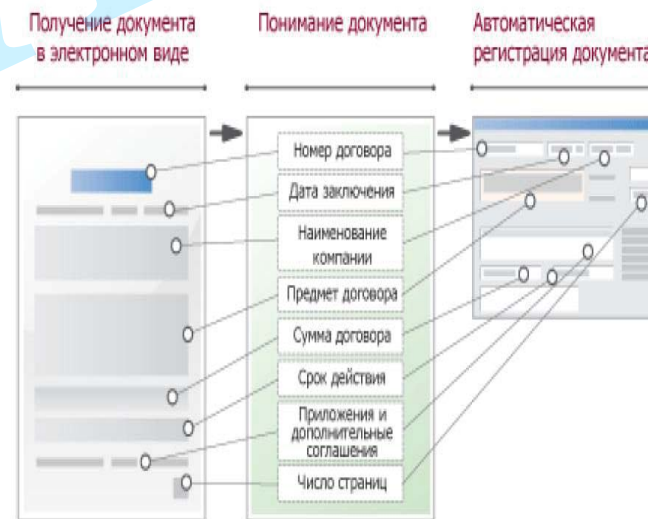 Получение документа
в электронном виде
Понимание документа
Автоматическая
регистрация документа
Номер договора
Дата заключения
Наименование
компании
Предмет договора
Сумма договора
Срок действия
Приложения и
дополнительные
соглашения
Число страниц